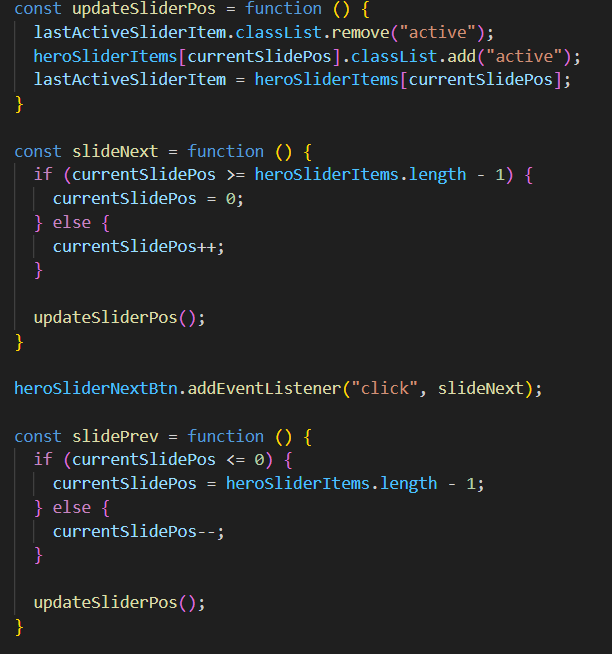 const updateSliderPos = function () {
  lastActiveSliderItem.classList.remove("active");
  heroSliderItems[currentSlidePos].classList.add("active");
  lastActiveSliderItem = heroSliderItems[currentSlidePos];
}

const slideNext = function () {
  if (currentSlidePos >= heroSliderItems.length - 1) {
    currentSlidePos = 0;
  } else {
    currentSlidePos++;
  }

  updateSliderPos();
}

heroSliderNextBtn.addEventListener("click", slideNext);

const slidePrev = function () {
  if (currentSlidePos <= 0) {
    currentSlidePos = heroSliderItems.length - 1;
  } else {
    currentSlidePos--;
  }

  updateSliderPos();
}